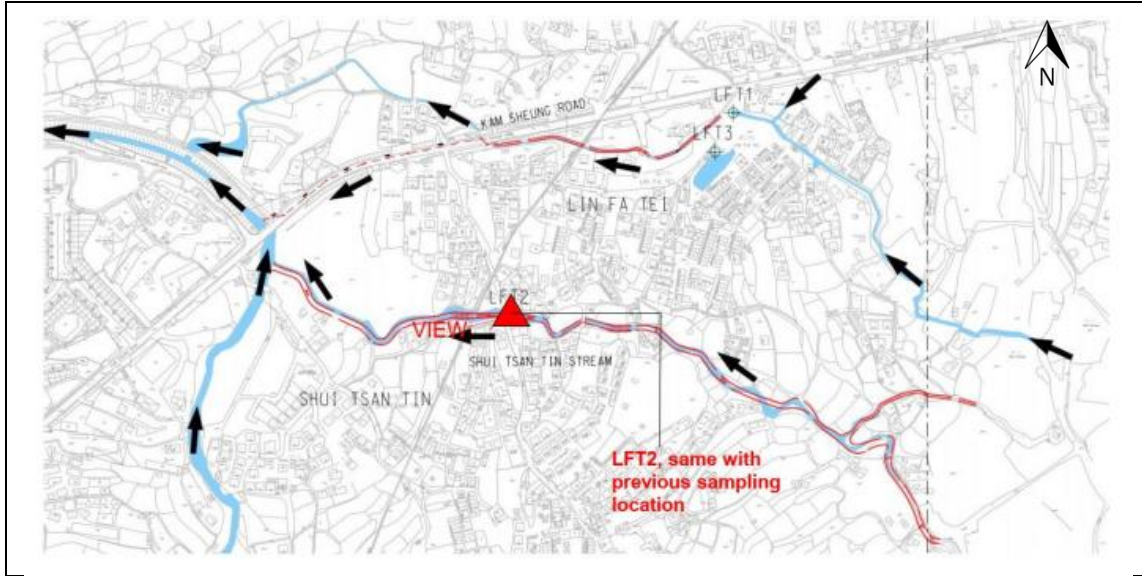 N
LFT1
KAM SHEUNG ROAD
LFT3
LIN FA TEI
LFT2
VIEW
SHUI TSAN TIN STREAM
SHUI TSAN TIN
LFT2, same with
previous sampling
location